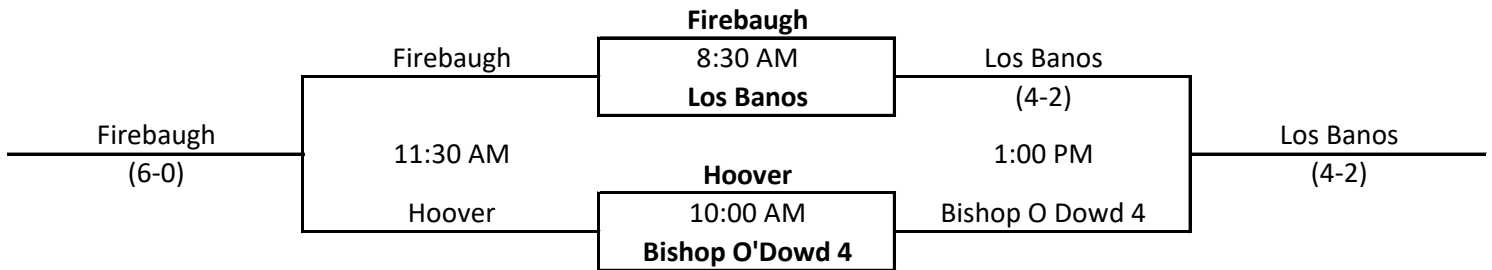 Firebaugh
Firebaugh
8:30 AM
Los Banos
Los Banos
(4-2)
Firebaugh
11:30 AM
1:00 PM
Los Banos
(6-0)
Hoover
(4-2)
Hoover
10:00 AM
Bishop O Dowd 4
Bishop O'Dowd 4